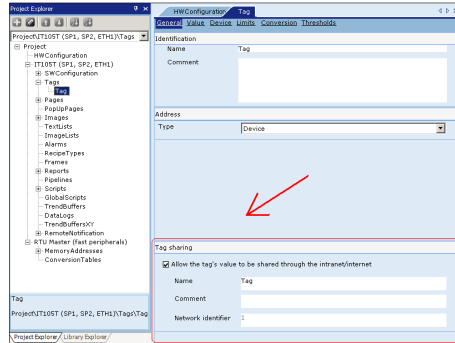 Project Explorer
Project\IT105T (SP1, SP2, ETH1)\Tags
Project
HWConfiguration
IT105T (SP1, SP2, ETH1)
SWConfiguration
Tags
Tag
Pages
PopUpPages
Images
TextLists
ImageLists
Alarms
RecipeTypes
Frames
Reports
Pipelines
Scripts
GlobalScripts
TrendBuffers
DataLogs
TrendBuffersXY
RemoteNotification
RTU Master (fast peripherals)
MemoryAddresses
ConversionTables
Tag
Project\IT105T (SP1, SP2, ETH1)\Tags\Tag
Project Explorer Library Explorer
HWConfiguration Tag
General Value Device Limits Conversion Thresholds
Identification
Name Tag
Comment
Address
Type Device
Tag sharing
Allow the tag's value to be shared through the intranet/internet
Name Tag
Comment
Network identifier 1